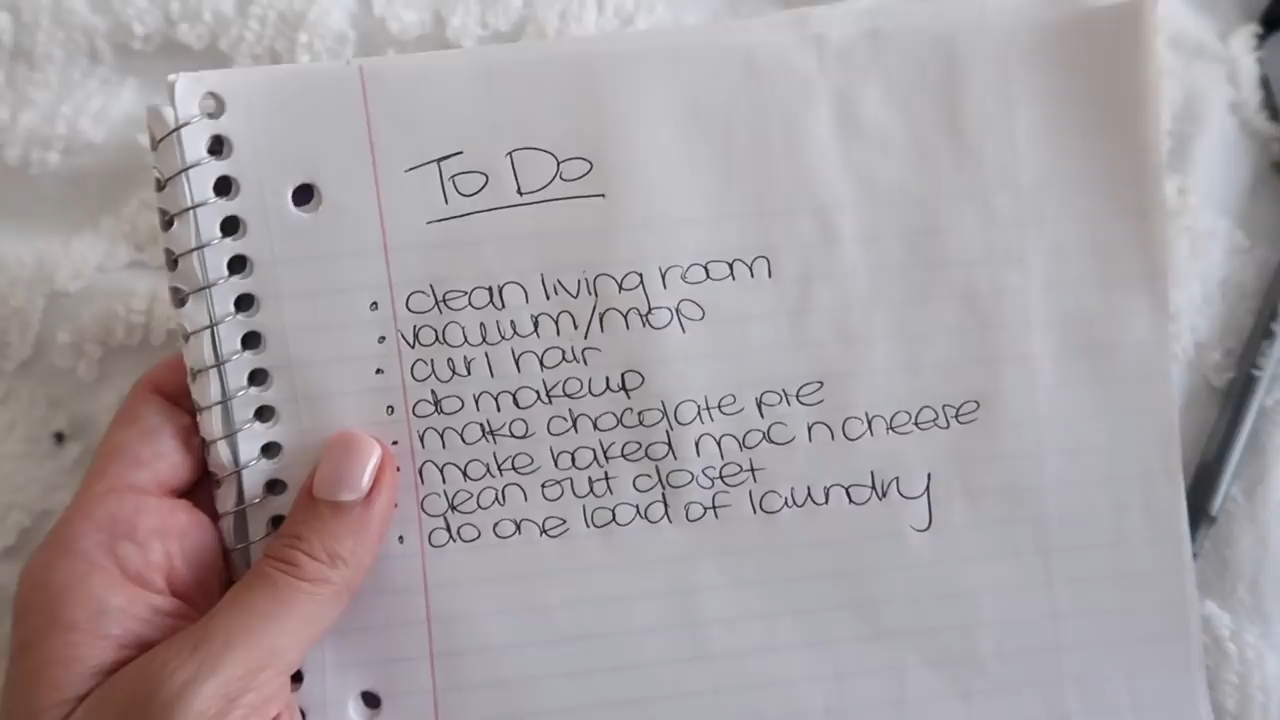 To Do
• clean living room
• vacuum/mop
• curl hair
• do makeup
• make chocolate pie
• make baked mac n cheese
• clean out closet
• do one load of laundry